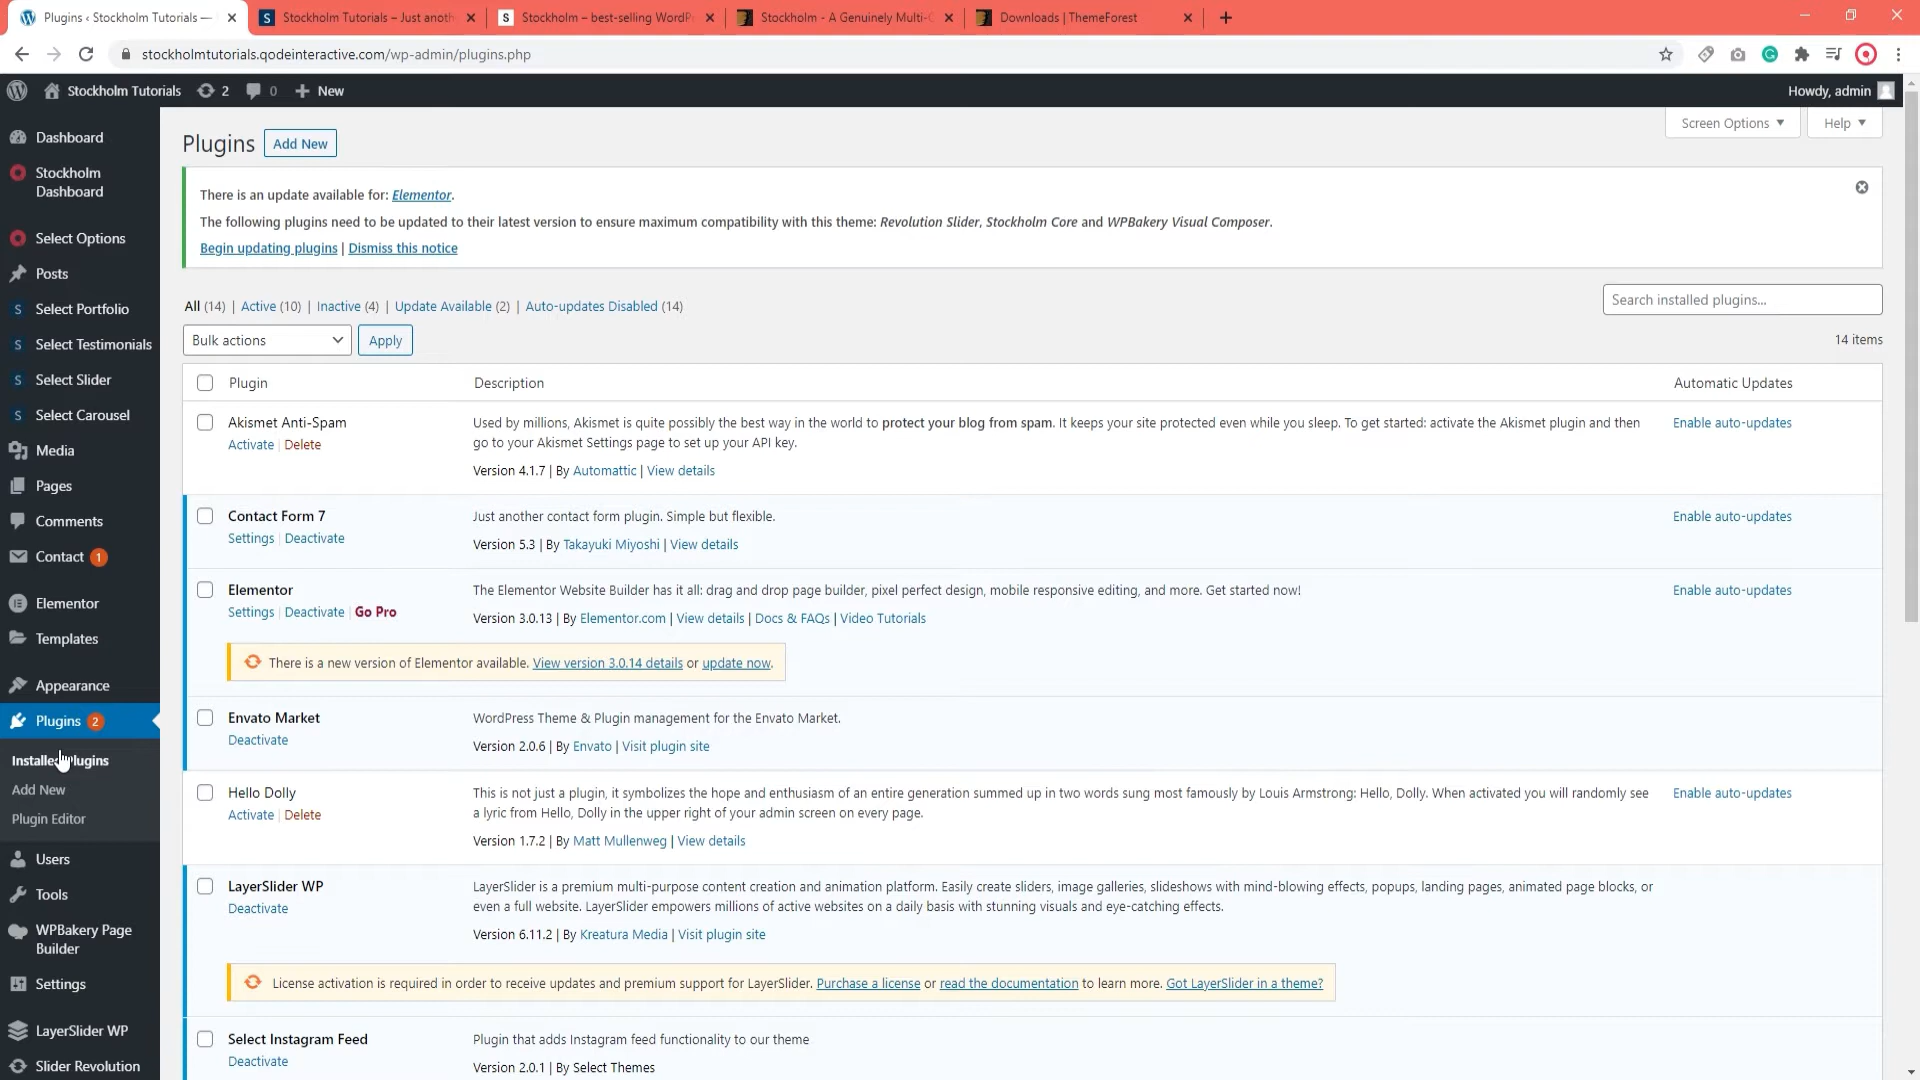 Plugins ‹ Stockholm Tutorials —
Stockholm Tutorials – Just anoth
Stockholm – best-selling WordPr
Stockholm - A Genuinely Multi-C
Downloads | ThemeForest
stockholmtutorials.qodeinteractive.com/wp-admin/plugins.php
Stockholm Tutorials 2 0 New
Howdy, admin
Dashboard
Stockholm
Dashboard
Select Options
Posts
Select Portfolio
Select Testimonials
Select Slider
Select Carousel
Media
Pages
Comments
Contact 1
Elementor
Templates
Appearance
Plugins 2
Installed Plugins
Add New
Plugin Editor
Users
Tools
WPBakery Page
Builder
Settings
LayerSlider WP
Slider Revolution
Screen Options Help
Plugins Add New
There is an update available for: Elementor.
The following plugins need to be updated to their latest version to ensure maximum compatibility with this theme: Revolution Slider, Stockholm Core and WPBakery Visual Composer.
Begin updating plugins | Dismiss this notice
All (14) | Active (10) | Inactive (4) | Update Available (2) | Auto-updates Disabled (14)
Search installed plugins...
Bulk actions Apply
14 items
Plugin Description Automatic Updates
Akismet Anti-Spam
Activate | Delete
Used by millions, Akismet is quite possibly the best way in the world to protect your blog from spam. It keeps your site protected even while you sleep. To get started: activate the Akismet plugin and then
go to your Akismet Settings page to set up your API key.
Version 4.1.7 | By Automattic | View details
Enable auto-updates
Contact Form 7
Settings | Deactivate
Just another contact form plugin. Simple but flexible.
Version 5.3 | By Takayuki Miyoshi | View details
Enable auto-updates
Elementor
Settings | Deactivate | Go Pro
The Elementor Website Builder has it all: drag and drop page builder, pixel perfect design, mobile responsive editing, and more. Get started now!
Version 3.0.13 | By Elementor.com | View details | Docs & FAQs | Video Tutorials
Enable auto-updates
There is a new version of Elementor available. View version 3.0.14 details or update now.
Envato Market
Deactivate
WordPress Theme & Plugin management for the Envato Market.
Version 2.0.6 | By Envato | Visit plugin site
Hello Dolly
Activate | Delete
This is not just a plugin, it symbolizes the hope and enthusiasm of an entire generation summed up in two words sung most famously by Louis Armstrong: Hello, Dolly. When activated you will randomly see
a lyric from Hello, Dolly in the upper right of your admin screen on every page.
Version 1.7.2 | By Matt Mullenweg | View details
Enable auto-updates
LayerSlider WP
Deactivate
LayerSlider is a premium multi-purpose content creation and animation platform. Easily create sliders, image galleries, slideshows with mind-blowing effects, popups, landing pages, animated page blocks, or
even a full website. LayerSlider empowers millions of active websites on a daily basis with stunning visuals and eye-catching effects.
Version 6.11.2 | By Kreatura Media | Visit plugin site
License activation is required in order to receive updates and premium support for LayerSlider. Purchase a license or read the documentation to learn more. Got LayerSlider in a theme?
Select Instagram Feed
Deactivate
Plugin that adds Instagram feed functionality to our theme
Version 2.0.1 | By Select Themes